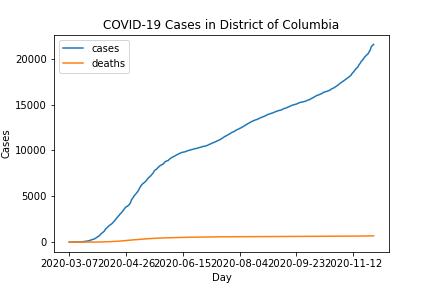 COVID-19 Cases in District of Columbia
cases
deaths
20000
15000
10000
5000
0
Cases
2020-03-07 2020-04-26 2020-06-15 2020-08-04 2020-09-23 2020-11-12
Day